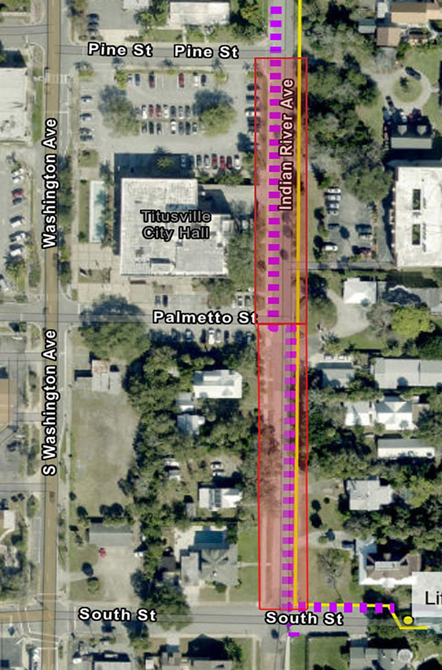 Pine St Pine St
Indian River Ave
Washington Ave
Titusville
City Hall
Palmetto St
S Washington Ave
South St
South St
Lif